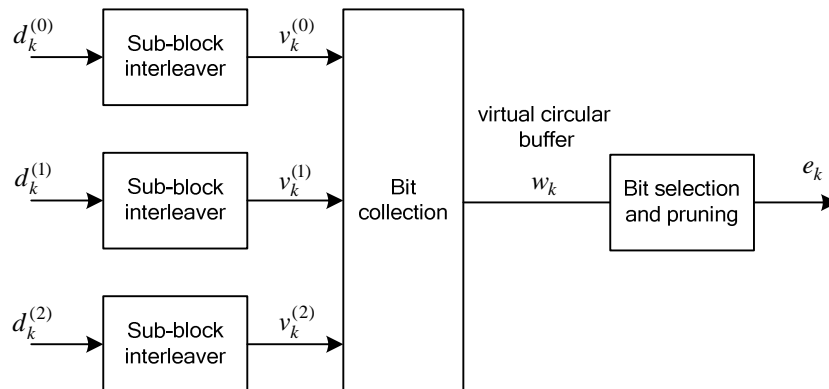 d_k^{(0)}
Sub-block
interleaver
v_k^{(0)}
d_k^{(1)}
Sub-block
interleaver
v_k^{(1)}
d_k^{(2)}
Sub-block
interleaver
v_k^{(2)}
Bit
collection
virtual circular
buffer
w_k
Bit selection
and pruning
e_k